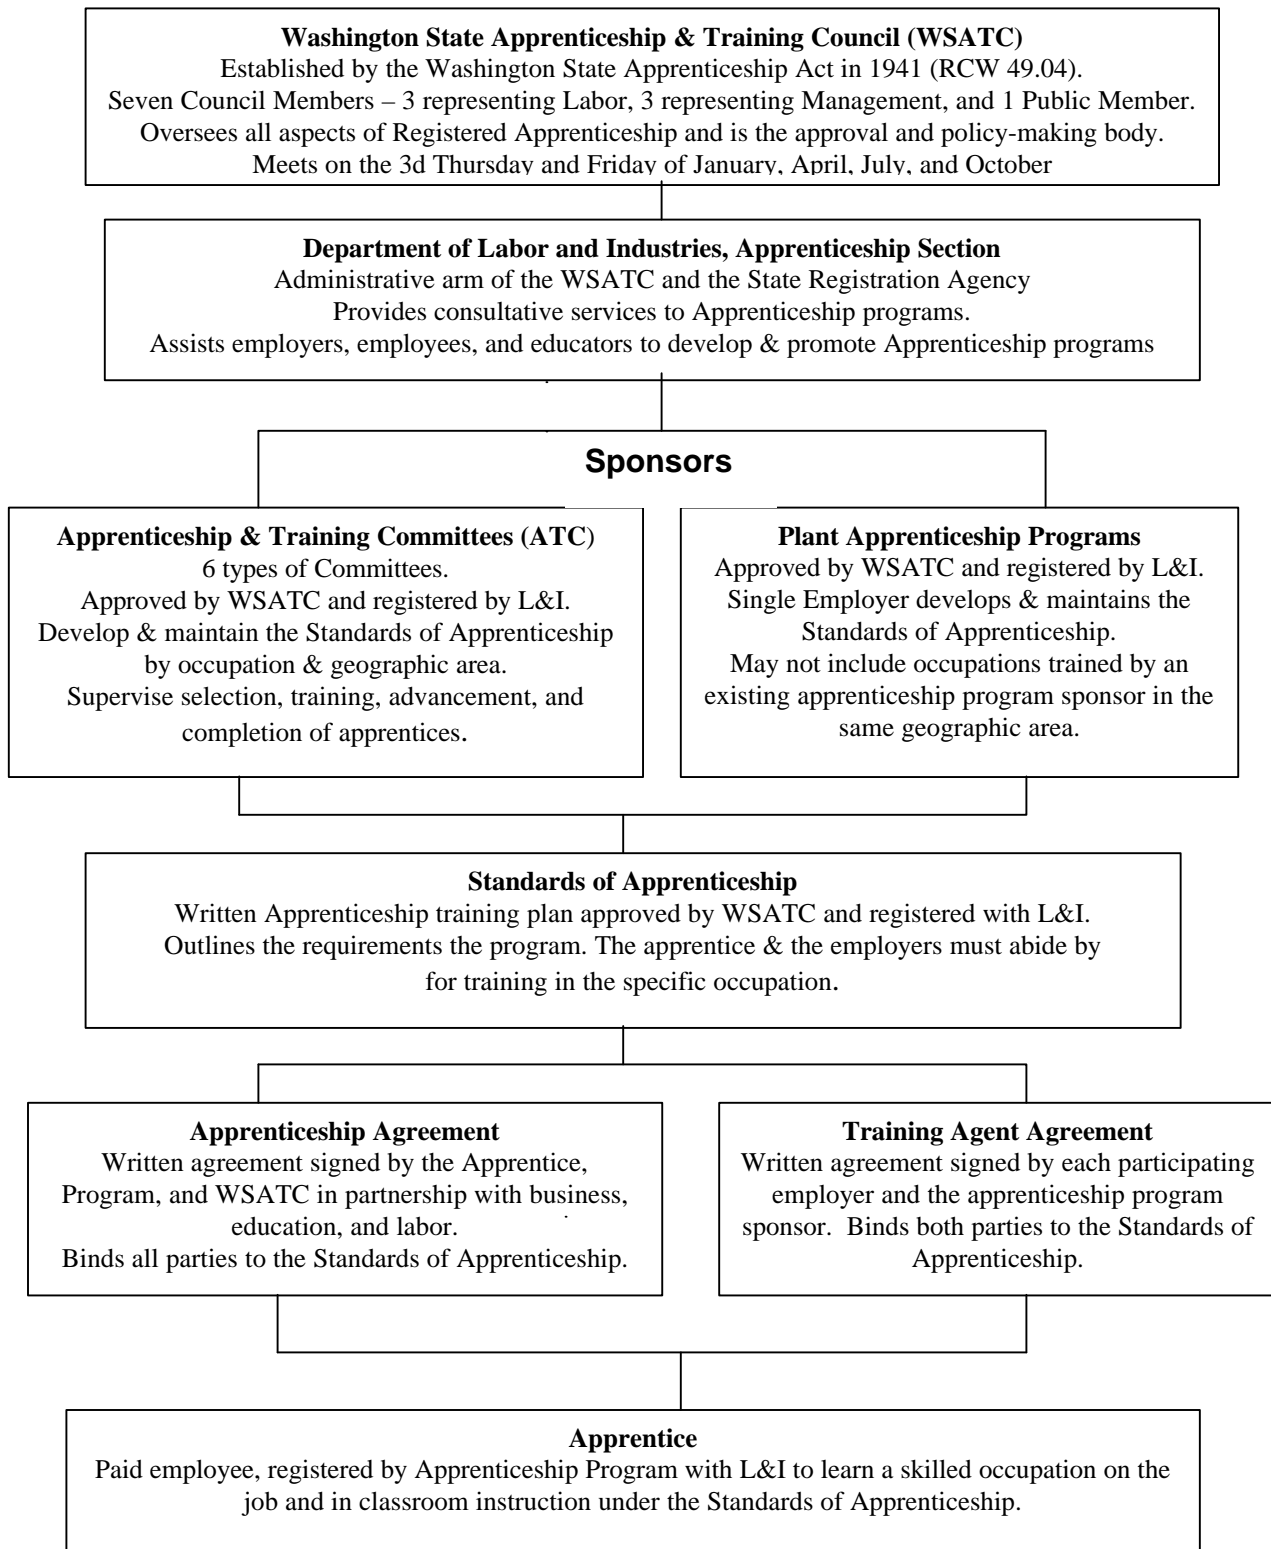 Washington State Apprenticeship & Training Council (WSATC)
Established by the Washington State Apprenticeship Act in 1941 (RCW 49.04).
Seven Council Members – 3 representing Labor, 3 representing Management, and 1 Public Member.
Oversees all aspects of Registered Apprenticeship and is the approval and policy-making body.
Meets on the 3d Thursday and Friday of January, April, July, and October
Department of Labor and Industries, Apprenticeship Section
Administrative arm of the WSATC and the State Registration Agency
Provides consultative services to Apprenticeship programs.
Assists employers, employees, and educators to develop & promote Apprenticeship programs
Sponsors
Apprenticeship & Training Committees (ATC)
6 types of Committees.
Approved by WSATC and registered by L&I.
Develop & maintain the Standards of Apprenticeship
by occupation & geographic area.
Supervise selection, training, advancement, and
completion of apprentices.
Plant Apprenticeship Programs
Approved by WSATC and registered by L&I.
Single Employer develops & maintains the
Standards of Apprenticeship.
May not include occupations trained by an
existing apprenticeship program sponsor in the
same geographic area.
Standards of Apprenticeship
Written Apprenticeship training plan approved by WSATC and registered with L&I.
Outlines the requirements the program. The apprentice & the employers must abide by
for training in the specific occupation.
Apprenticeship Agreement
Written agreement signed by the Apprentice,
Program, and WSATC in partnership with business,
education, and labor.
Binds all parties to the Standards of Apprenticeship.
Training Agent Agreement
Written agreement signed by each participating
employer and the apprenticeship program
sponsor.  Binds both parties to the Standards of
Apprenticeship.
Apprentice
Paid employee, registered by Apprenticeship Program with L&I to learn a skilled occupation on the
job and in classroom instruction under the Standards of Apprenticeship.